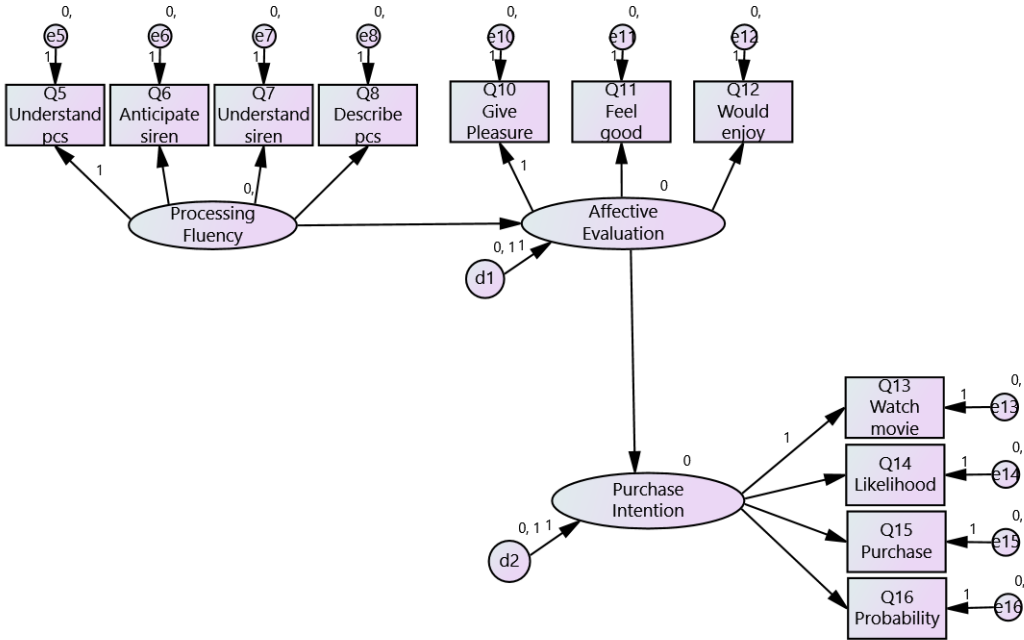 0, 0, 0, 0, 0, 0, 0,
e5 e6 e7 e8 e10 e11 e12
1 1 1 1 1 1 1
Q5
Understand
pcs
Q6
Anticipate
siren
Q7
Understand
siren
Q8
Describe
pcs
Q10
Give
Pleasure
Q11
Feel
good
Q12
Would
enjoy
1
0,
1
0
Processing
Fluency
Affective
Evaluation
0, 1 1
d1
0
Purchase
Intention
0, 1 1
d2
1
Q13
Watch
movie
1
0,
e13
Q14
Likelihood
1
0,
e14
Q15
Purchase
1
0,
e15
Q16
Probability
1
0,
e16